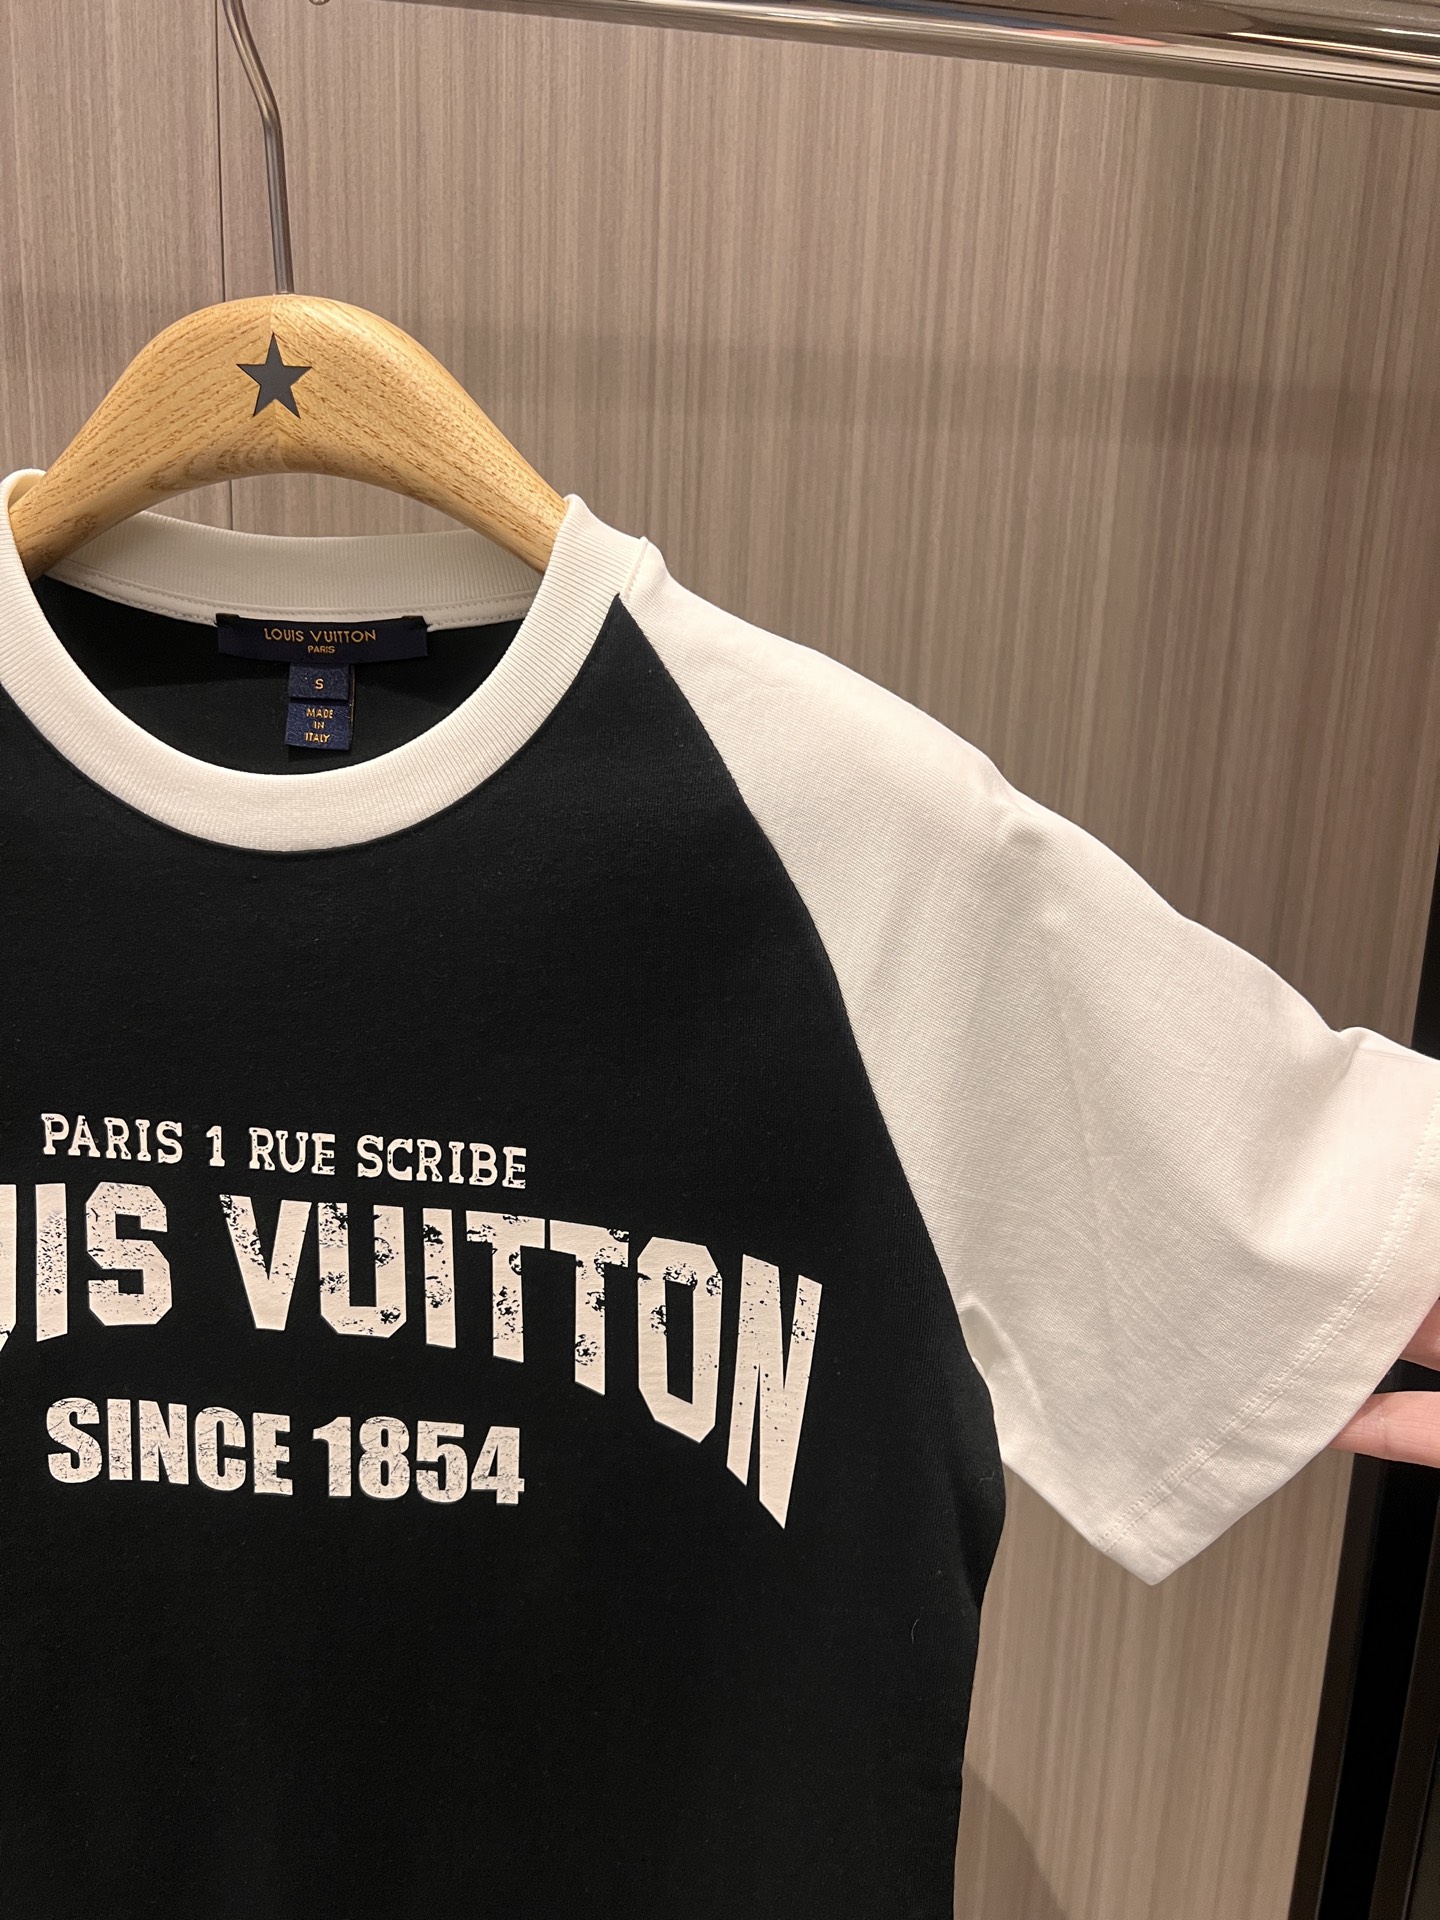 LOUIS VUITTON
PARIS
S
MADE
IN
ITALY
PARIS 1 RUE SCRIBE
UIS VUITTON
SINCE 1854